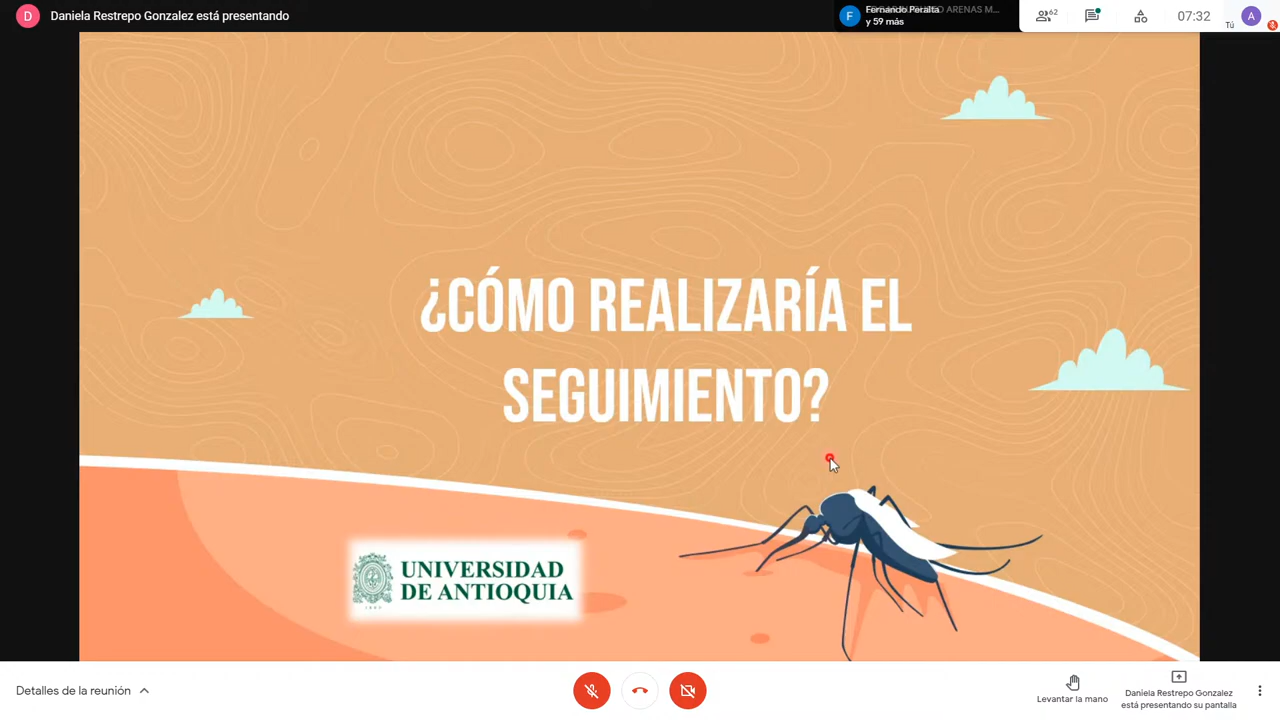 D
Daniela Restrepo Gonzalez está presentando
F
Fernando Peralta
y 59 más
62
07:32
Tú
A
¿CÓMO REALIZARÍA EL
SEGUIMIENTO?
UNIVERSIDAD
DE ANTIOQUIA
1803
Detalles de la reunión
Levantar la mano
Daniela Restrepo Gonzalez
está presentando su pantalla